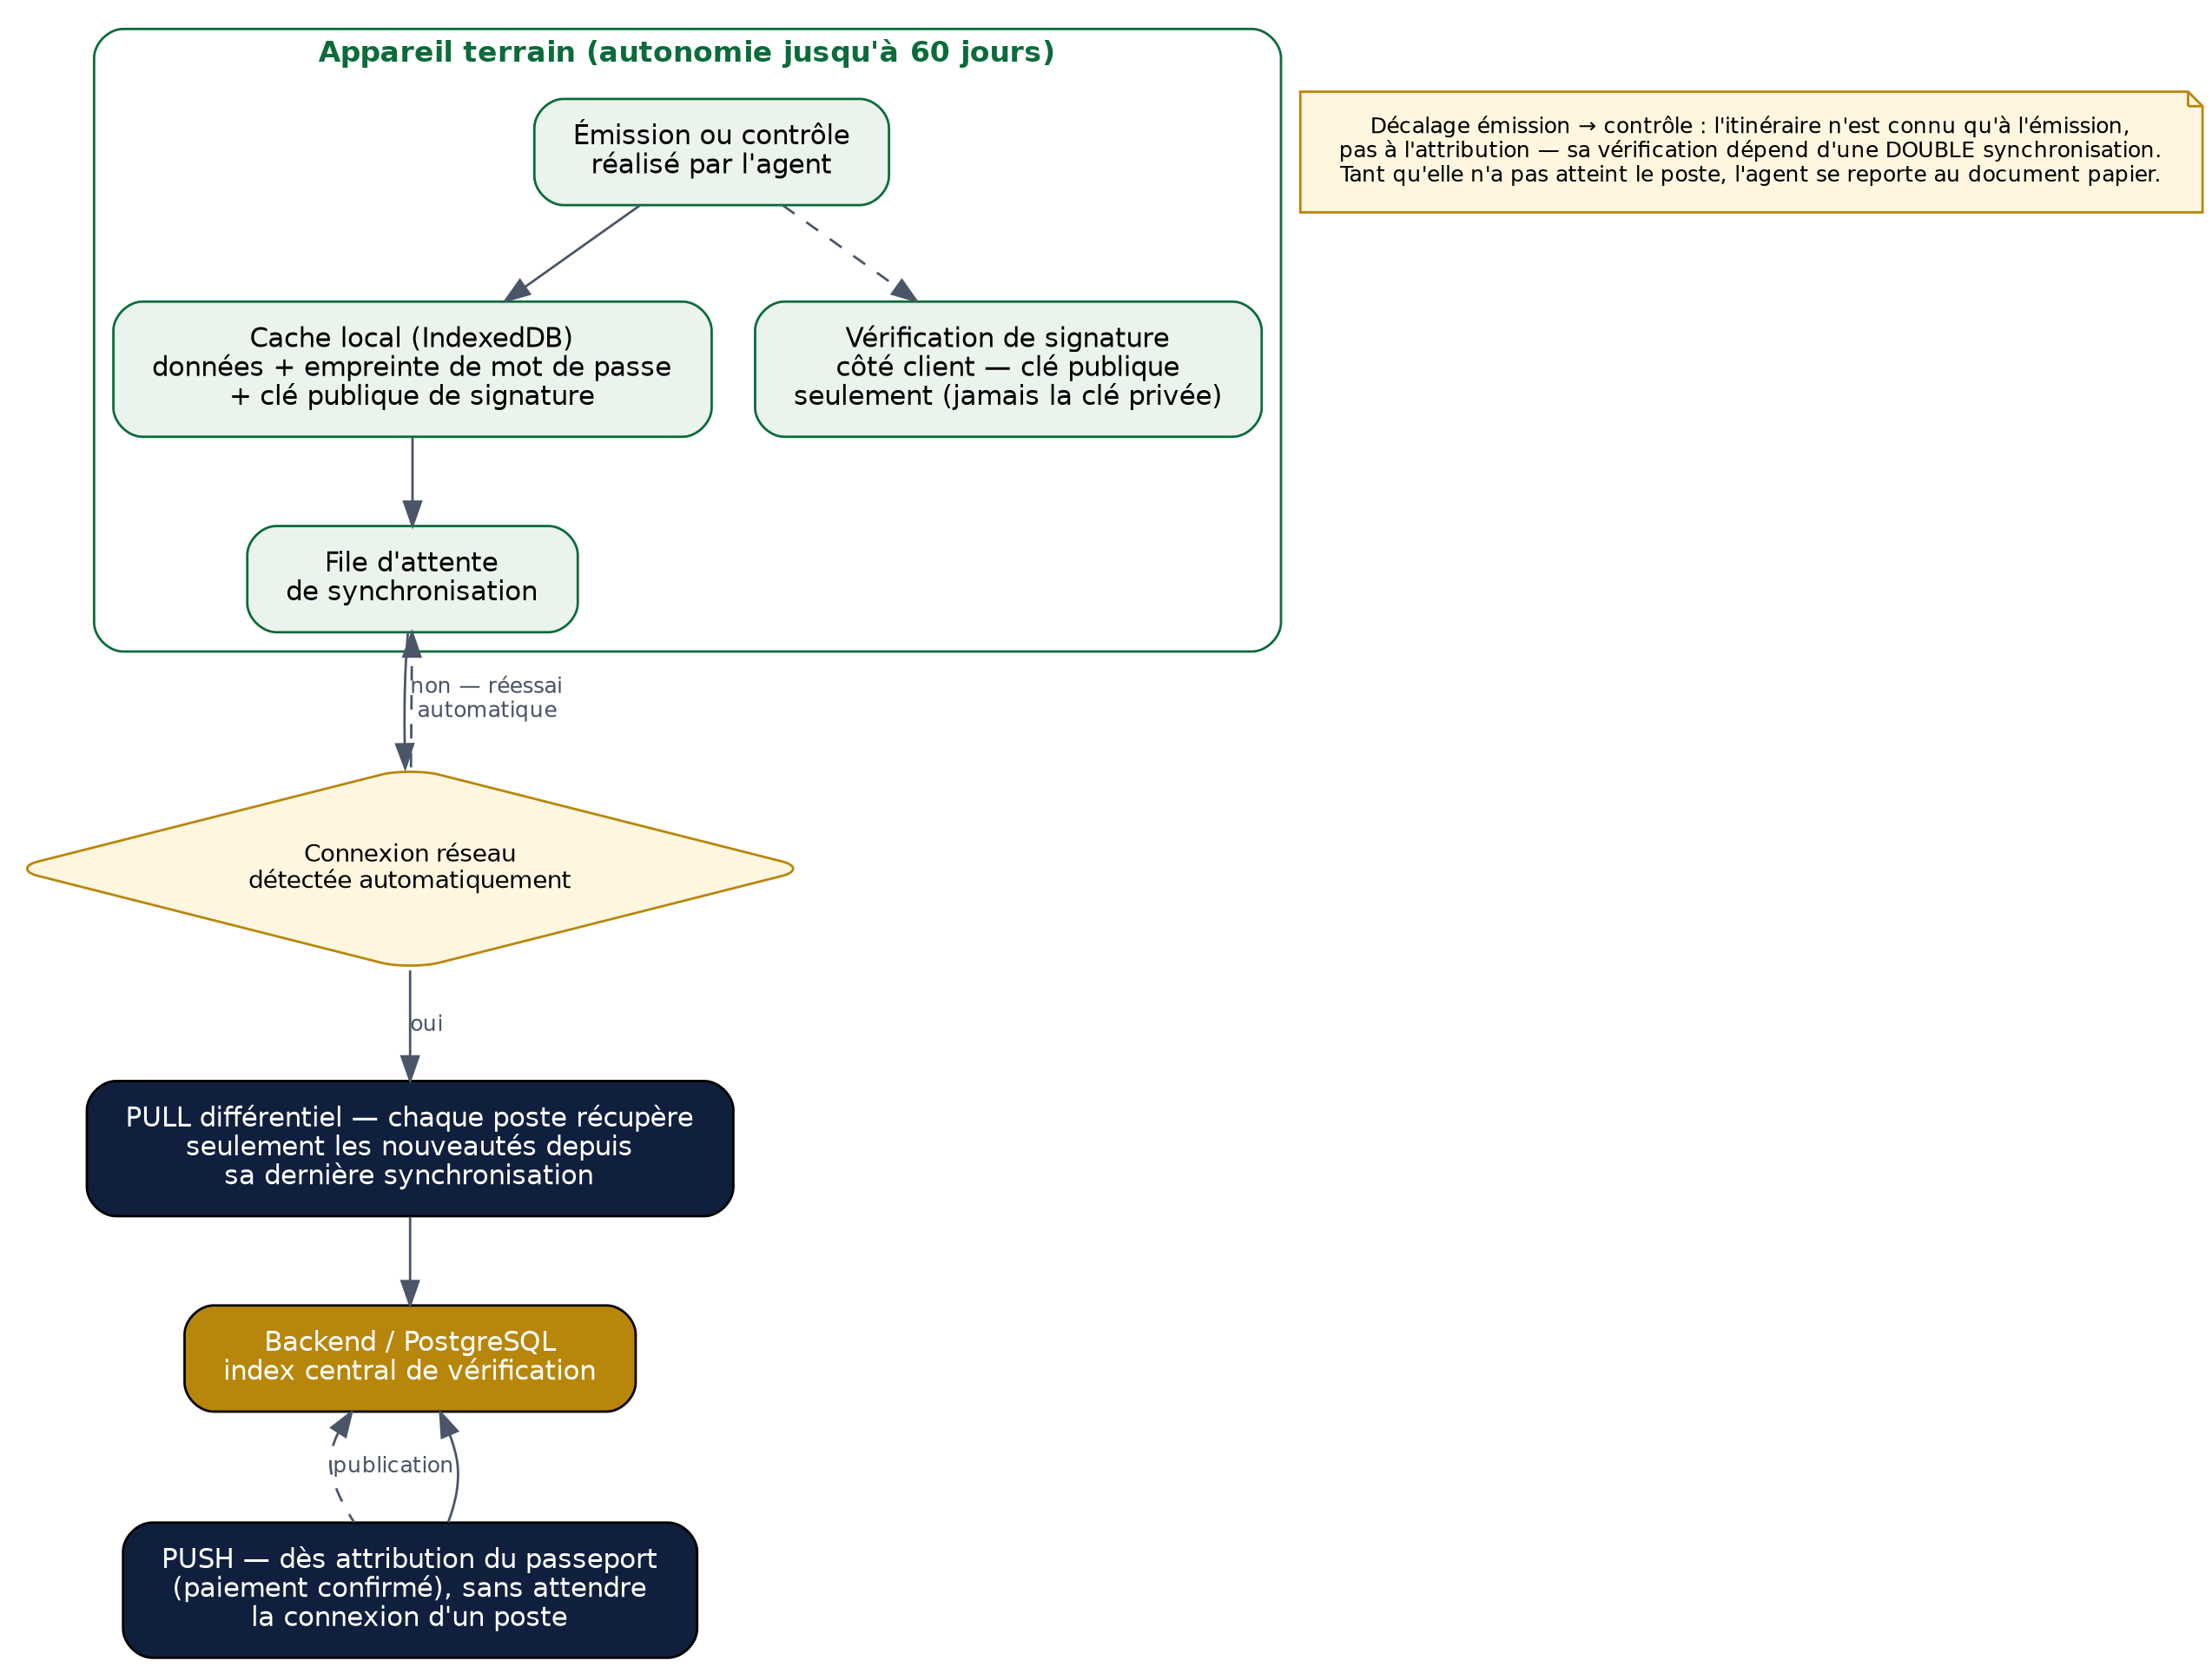 Appareil terrain (autonomie jusqu'à 60 jours)
Émission ou contrôle
réalisé par l'agent
Décalage émission → contrôle : l'itinéraire n'est connu qu'à l'émission,
pas à l'attribution — sa vérification dépend d'une DOUBLE synchronisation.
Tant qu'elle n'a pas atteint le poste, l'agent se reporte au document papier.
Cache local (IndexedDB)
données + empreinte de mot de passe
+ clé publique de signature
Vérification de signature
côté client — clé publique
seulement (jamais la clé privée)
File d'attente
de synchronisation
non — réessai
automatique
Connexion réseau
détectée automatiquement
oui
PULL différentiel — chaque poste récupère
seulement les nouveautés depuis
sa dernière synchronisation
Backend / PostgreSQL
index central de vérification
publication
PUSH — dès attribution du passeport
(paiement confirmé), sans attendre
la connexion d'un poste